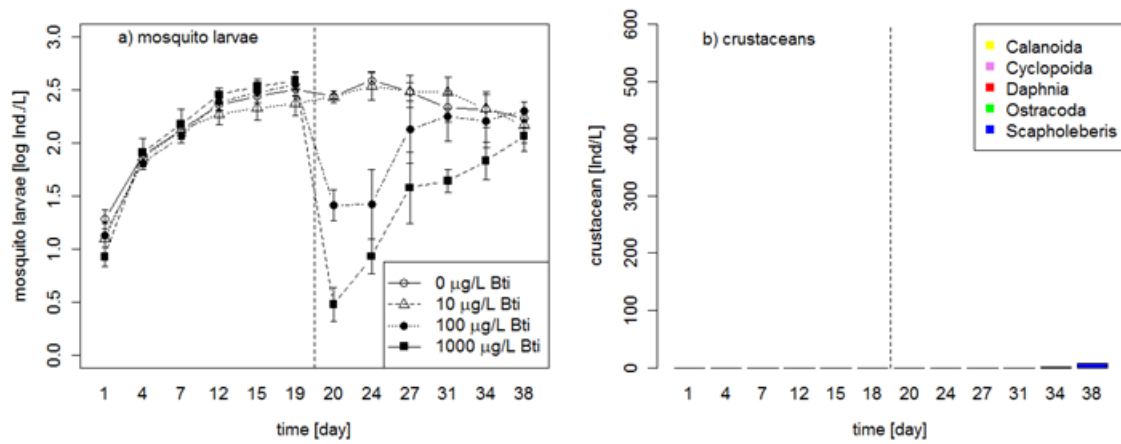 a) mosquito larvae
mosquito larvae [log Ind./L]
3.0
2.5
2.0
1.5
1.0
0.5
0.0
0 µg/L Bti
10 µg/L Bti
100 µg/L Bti
1000 µg/L Bti
1 4 7 12 15 19 20 24 27 31 34 38
time [day]
b) crustaceans
crustacean [Ind/L]
600
500
400
300
200
100
0
Calanoida
Cyclopoida
Daphnia
Ostracoda
Scapholeberis
1 4 7 12 15 18 20 24 27 31 34 38
time [day]